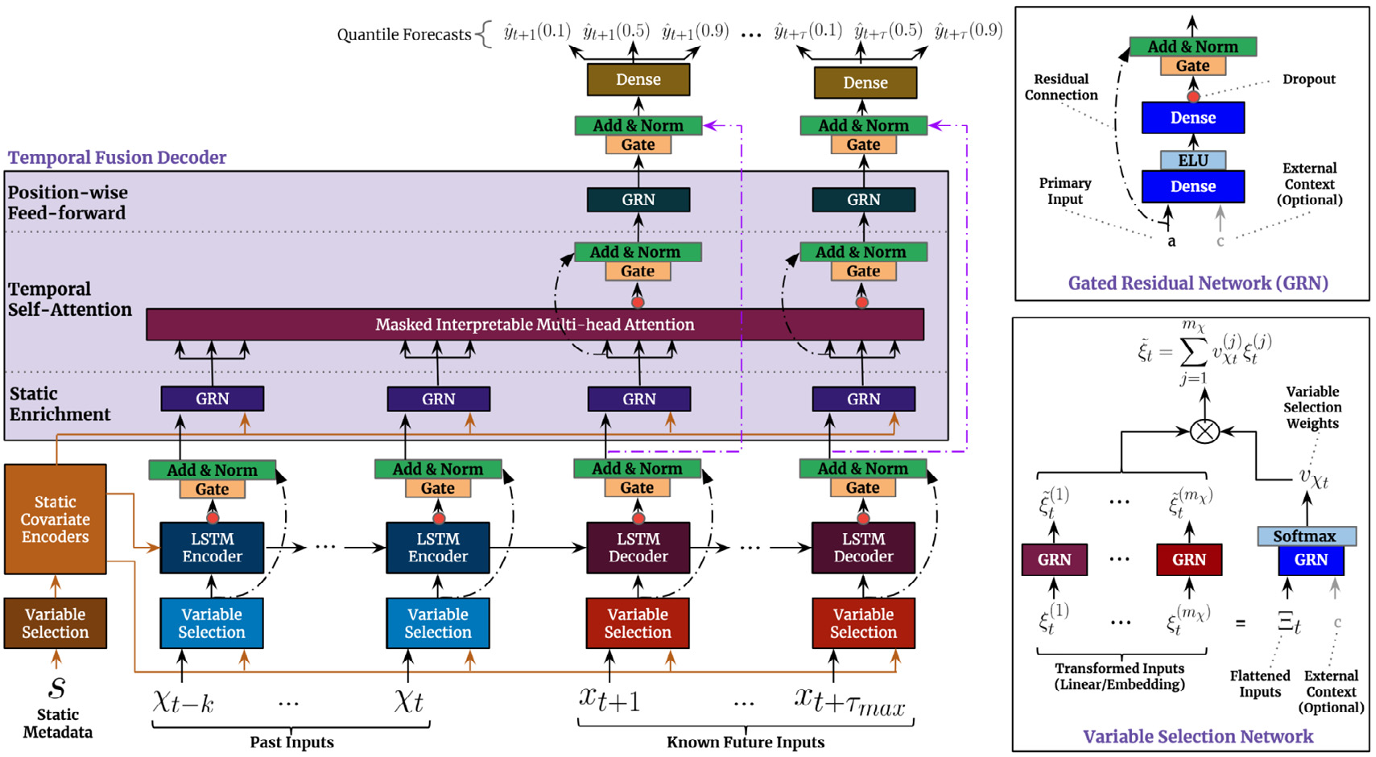 Quantile Forecasts { ŷt+1(0.1) ŷt+1(0.5) ŷt+1(0.9) ... ŷt+τ(0.1) ŷt+τ(0.5) ŷt+τ(0.9)
Dense Dense
Add & Norm Add & Norm
Gate Gate
Temporal Fusion Decoder
Position-wise
Feed-forward
GRN GRN
Add & Norm Add & Norm
Gate Gate
Temporal
Self-Attention
Masked Interpretable Multi-head Attention
Static
Enrichment
GRN GRN GRN GRN
Add & Norm Add & Norm Add & Norm Add & Norm
Gate Gate Gate Gate
Static
Covariate
Encoders
LSTM
Encoder
...
LSTM
Encoder
LSTM
Decoder
...
LSTM
Decoder
Variable
Selection
Variable
Selection
Variable
Selection
Variable
Selection
Variable
Selection
s
Static
Metadata
χt−k ... χt xt+1 ... xt+τmax
Past Inputs
Known Future Inputs
Add & Norm
Gate
Residual
Connection
Dropout
Dense
ELU
Dense
Primary
Input
External
Context
(Optional)
a c
Gated Residual Network (GRN)
ξ̃t = ∑ j=1 mχ vχt(j) ξt(j)
Variable
Selection
Weights
vχt
ξ̃t(1) ... ξ̃t(mχ)
Softmax
GRN ... GRN GRN
ξt(1) ... ξt(mχ) = Ξt c
Transformed Inputs
(Linear/Embedding)
Flattened
Inputs
External
Context
(Optional)
Variable Selection Network